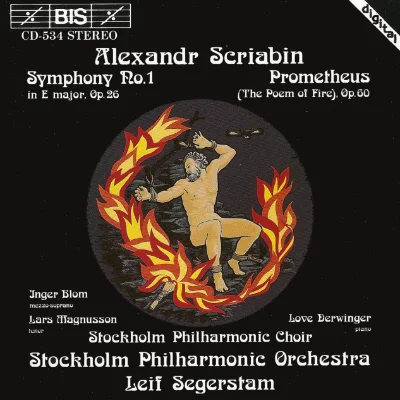 BIS
CD-534 STEREO
digital
Alexandr Scriabin
Symphony No.1
in E major, Op.26
Prometheus
(The Poem of Fire), Op.60
Inger Blom
mezzo-soprano
Lars Magnusson
tenor
Love Derwinger
piano
Stockholm Philharmonic Choir
Stockholm Philharmonic Orchestra
Leif Segerstam